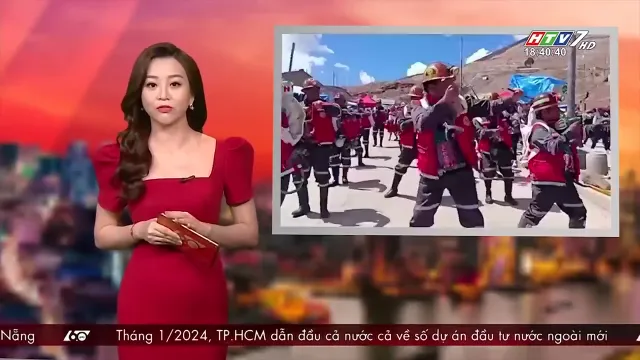 HTV7 HD
18:40:40
Nẵng 60 Tháng 1/2024, TP.HCM dẫn đầu cả nước cả về số dự án đầu tư nước ngoài mới